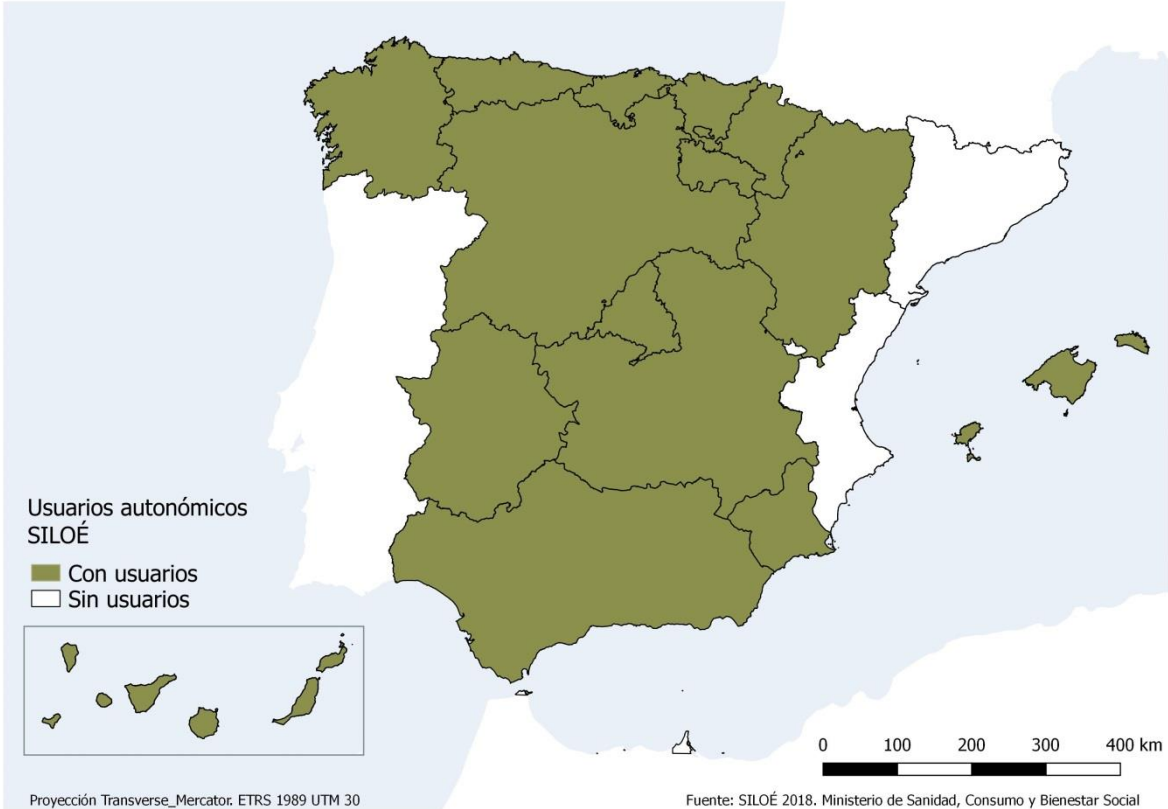 Usuarios autonómicos
SILOÉ
Con usuarios
Sin usuarios
0 100 200 300 400 km
Proyección Transverse_Mercator. ETRS 1989 UTM 30
Fuente: SILOÉ 2018. Ministerio de Sanidad, Consumo y Bienestar Social